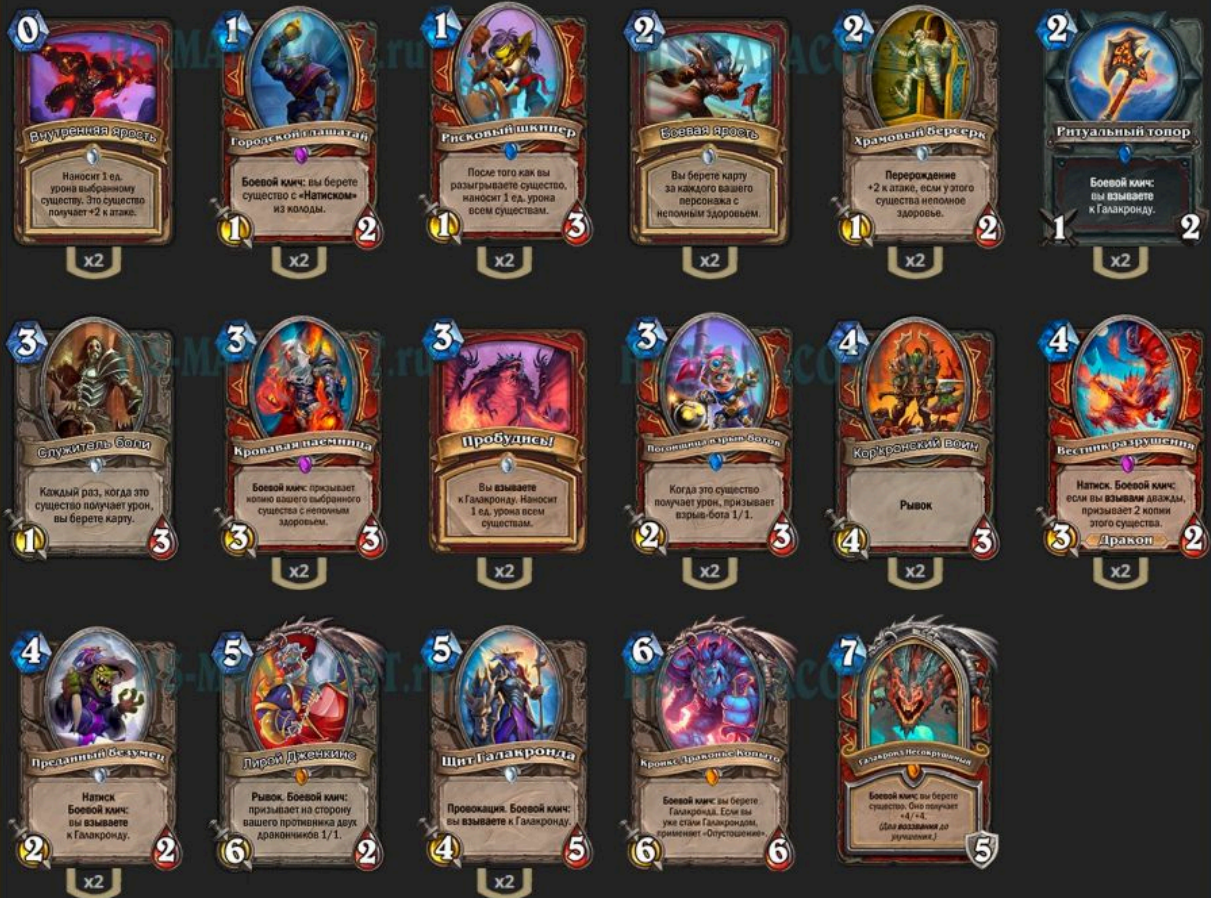 0
Внутренняя ярость
Наносит 1 ед.
урона выбранному
существу. Это существо
получает +2 к атаке.
x2
1
Городской глашатай
Боевой клич: вы берете
существо с «Натиском»
из колоды.
1
2
x2
1
Рисковый шкипер
После того как вы
разыгрываете существо,
наносит 1 ед. урона
всем существам.
1
3
x2
2
Боевая ярость
Вы берете карту
за каждого вашего
персонажа с
неполным здоровьем.
x2
2
Храмовый берсерк
Перерождение
+2 к атаке, если у этого
существа неполное
здоровье.
1
2
x2
2
Ритуальный топор
Боевой клич:
вы взываете
к Галакронду.
1
2
x2
3
Служитель боли
Каждый раз, когда это
существо получает урон,
вы берете карту.
1
3
3
Кровавая наемница
Боевой клич: призывает
копию вашего выбранного
существа с неполным
здоровьем.
3
3
x2
3
Пробудись!
Вы взываете
к Галакронду. Наносит
1 ед. урона всем
существам.
x2
3
Погонщица взрыв-ботов
Когда это существо
получает урон, призывает
взрыв-бота 1/1.
2
3
x2
4
Кор'кронский воин
Рывок
4
3
x2
4
Вестник разрушения
Натиск. Боевой клич:
если вы взывали дважды,
призывает 2 копии
этого существа.
3
Дракон
2
x2
4
Преданный безумец
Натиск
Боевой клич:
вы взываете
к Галакронду.
2
2
x2
5
Лирой Дженкинс
Рывок. Боевой клич:
призывает на сторону
вашего противника двух
дракончиков 1/1.
6
2
5
Щит Галакронда
Провокация. Боевой клич:
вы взываете к Галакронду.
4
5
x2
6
Кронкс Драконье Копыто
Боевой клич: вы берете
Галакронда. Если вы
уже стали Галакрондом,
применяет «Опустошение».
6
6
7
Галакронд Несокрушимый
Боевой клич: вы берете
существо. Оно получает
+4/+4.
(Два воззвания до
улучшения.)
5